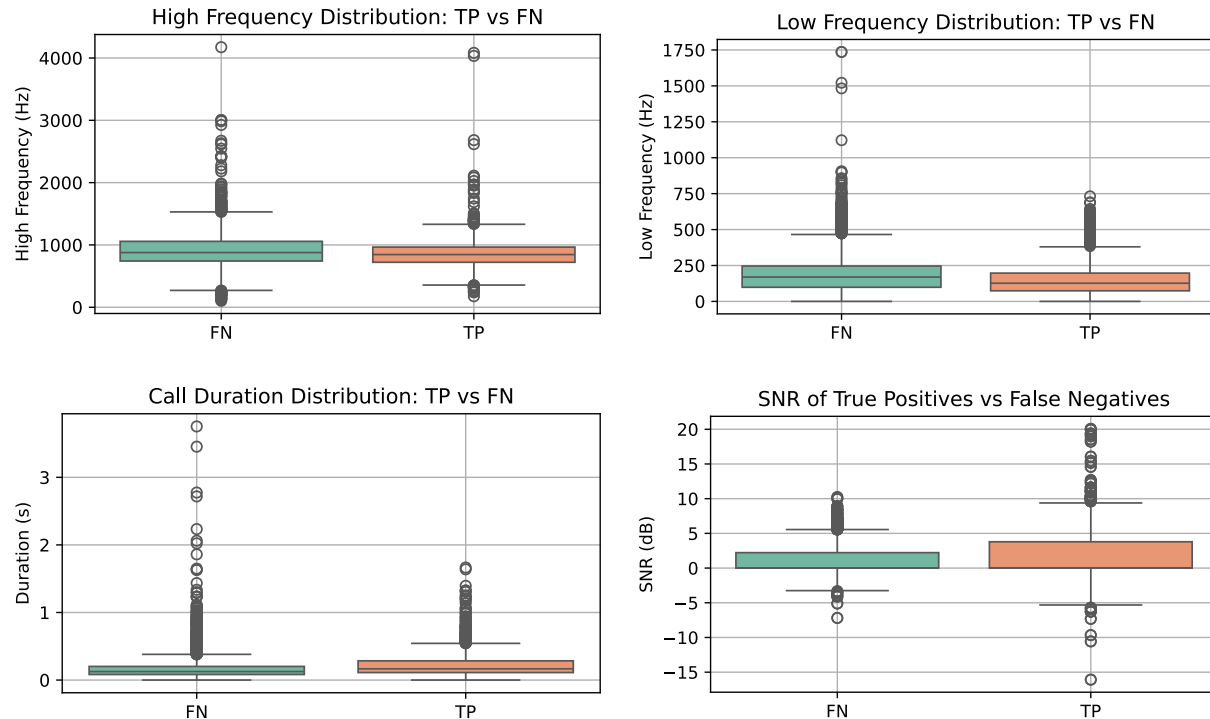 High Frequency Distribution: TP vs FN
High Frequency (Hz)
4000
3000
2000
1000
0
FN
TP
Low Frequency Distribution: TP vs FN
Low Frequency (Hz)
1750
1500
1250
1000
750
500
250
0
FN
TP
Call Duration Distribution: TP vs FN
Duration (s)
3
2
1
0
FN
TP
SNR of True Positives vs False Negatives
SNR (dB)
20
15
10
5
0
−5
−10
−15
FN
TP